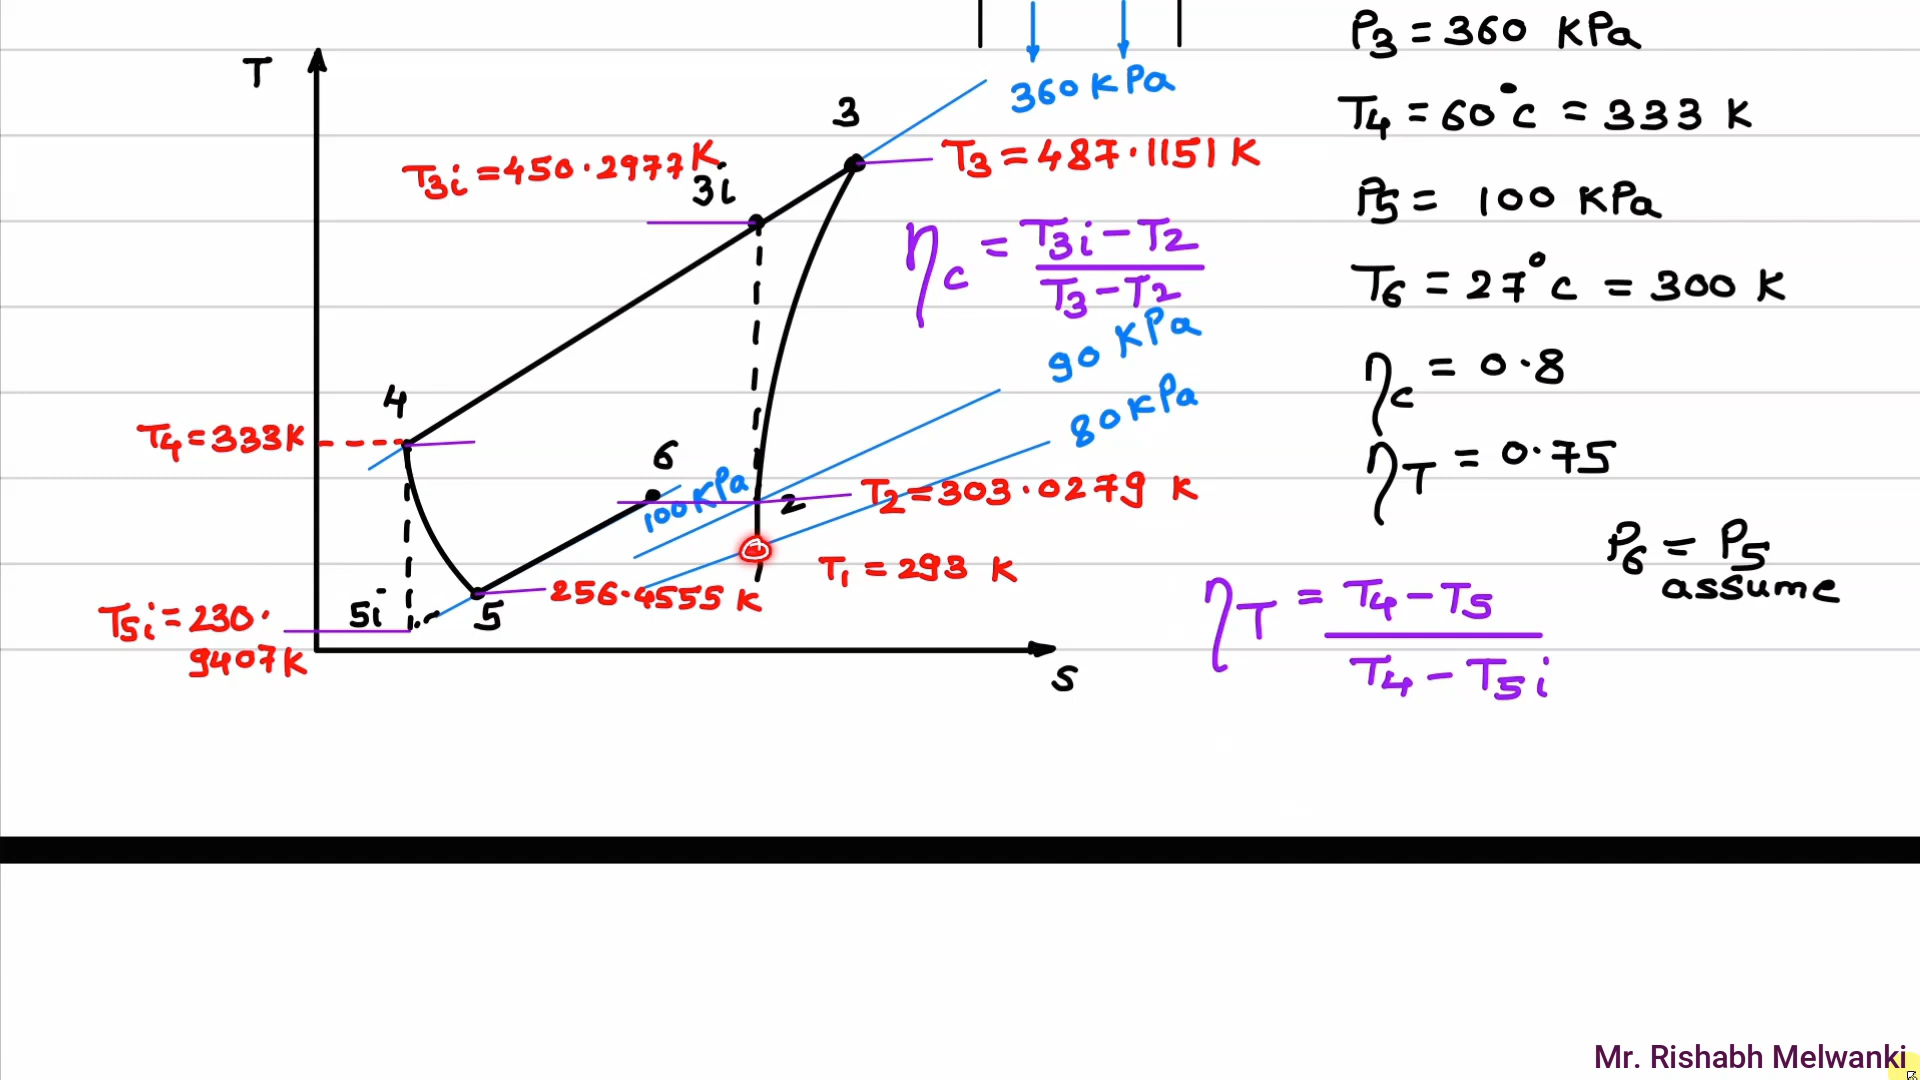 T
3
360 KPa
T3i = 450.2977 K
3i
T3 = 487.1151 K
ηc = T3i - T2
T3 - T2
90 KPa
80 KPa
4
T4 = 333 K
6
100 KPa
2
T2 = 303.0279 K
T1 = 293 K
5i
5
256.4555 K
T5i = 230.
9407 K
S
P3 = 360 KPa
T4 = 60°c = 333 K
P5 = 100 KPa
T6 = 27°c = 300 K
ηc = 0.8
ηT = 0.75
P6 = P5
assume
ηT = T4 - T5
T4 - T5i
Mr. Rishabh Melwanki